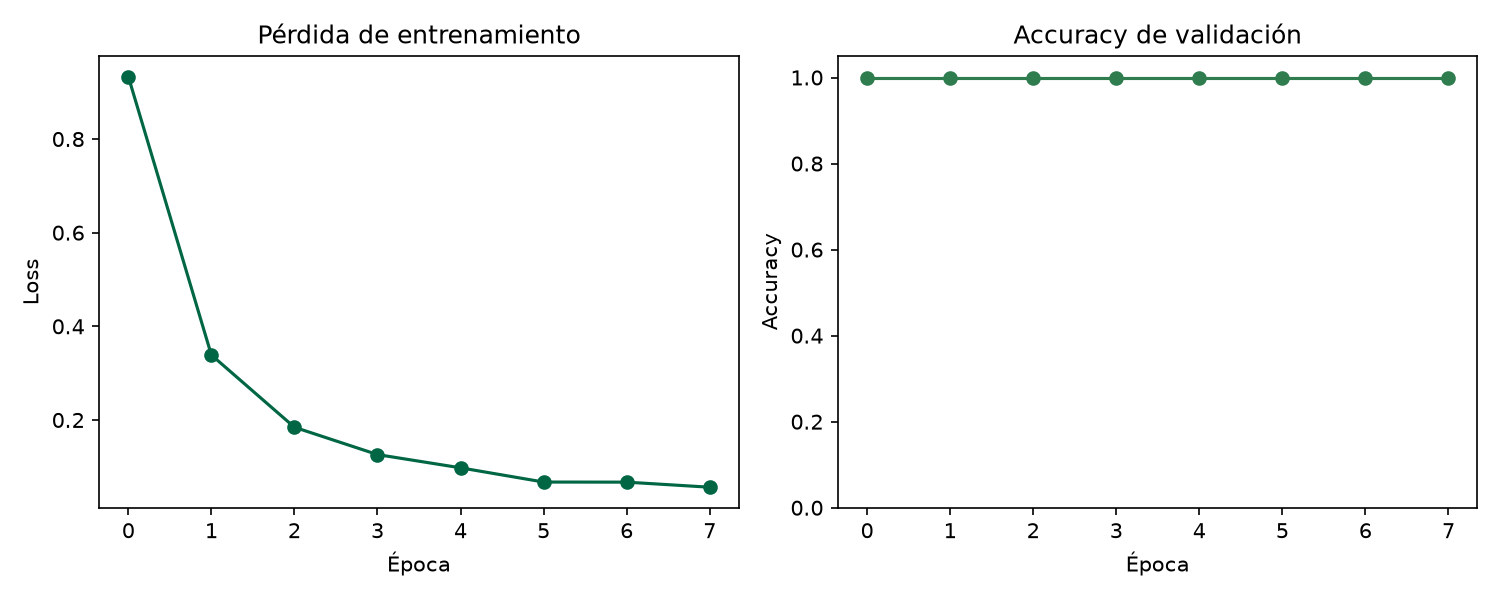 Pérdida de entrenamiento
Loss
0.8
0.6
0.4
0.2
0 1 2 3 4 5 6 7
Época
Accuracy de validación
Accuracy
1.0
0.8
0.6
0.4
0.2
0.0
0 1 2 3 4 5 6 7
Época